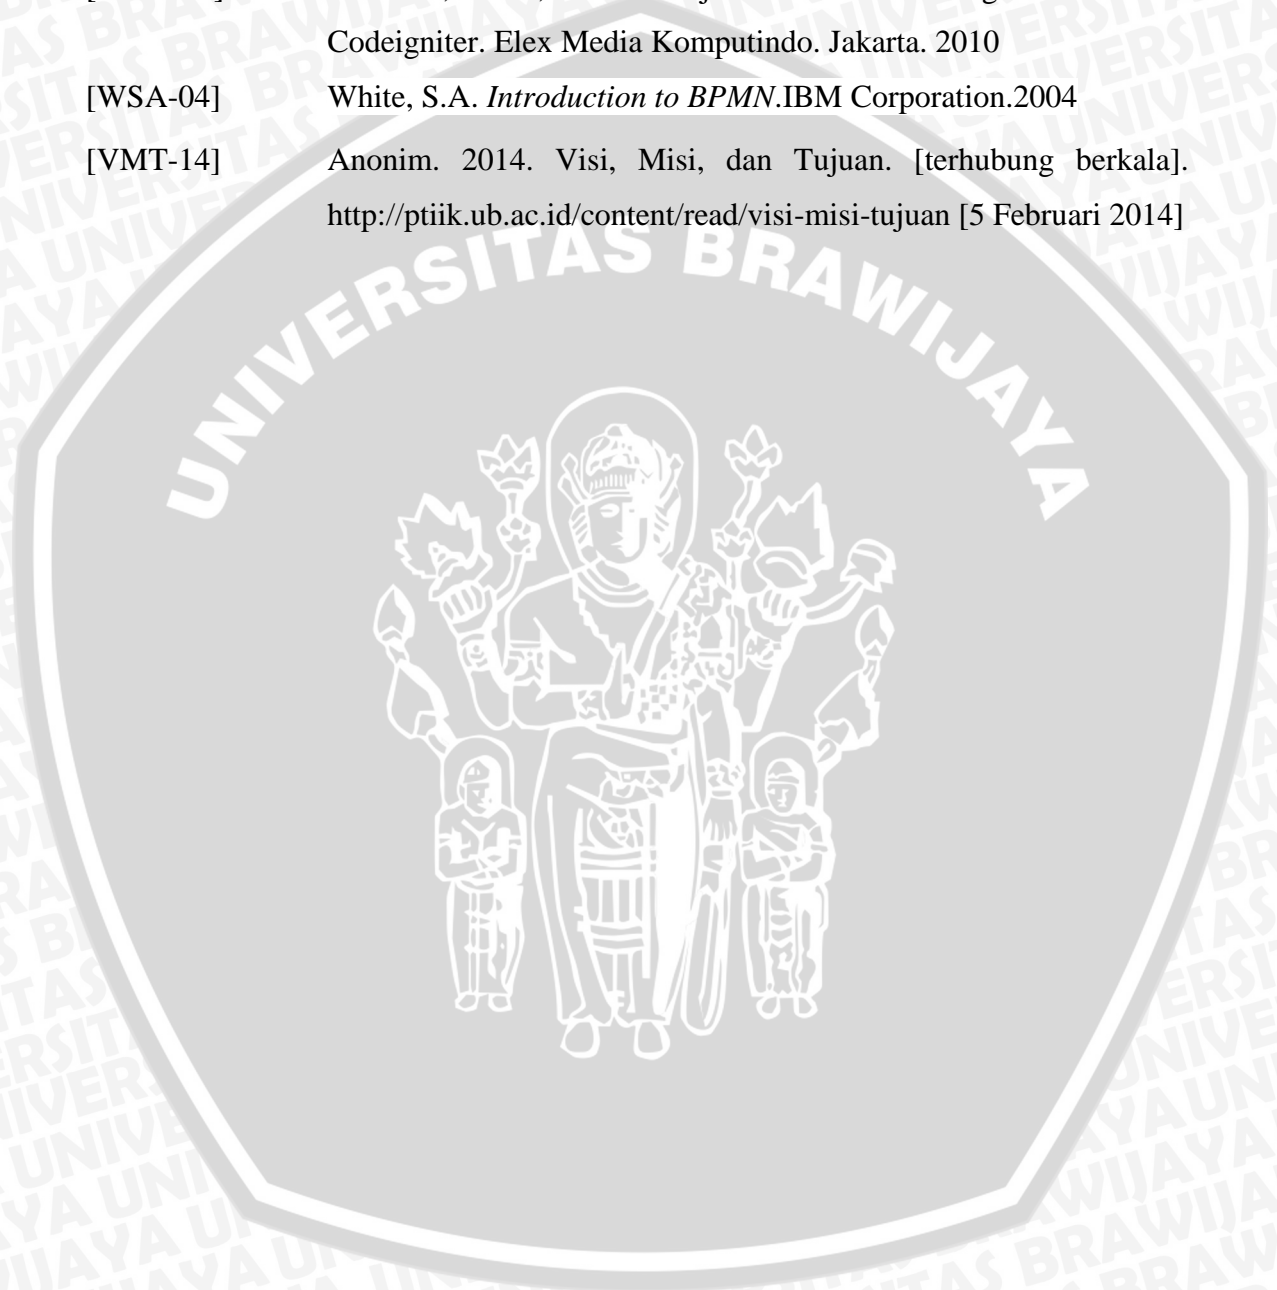 Codeigniter. Elex Media Komputindo. Jakarta. 2010
[WSA-04] White, S.A. Introduction to BPMN.IBM Corporation.2004
[VMT-14] Anonim. 2014. Visi, Misi, dan Tujuan. [terhubung berkala].
http://ptiik.ub.ac.id/content/read/visi-misi-tujuan [5 Februari 2014]
UNIVERSITAS BRAWIJAYA